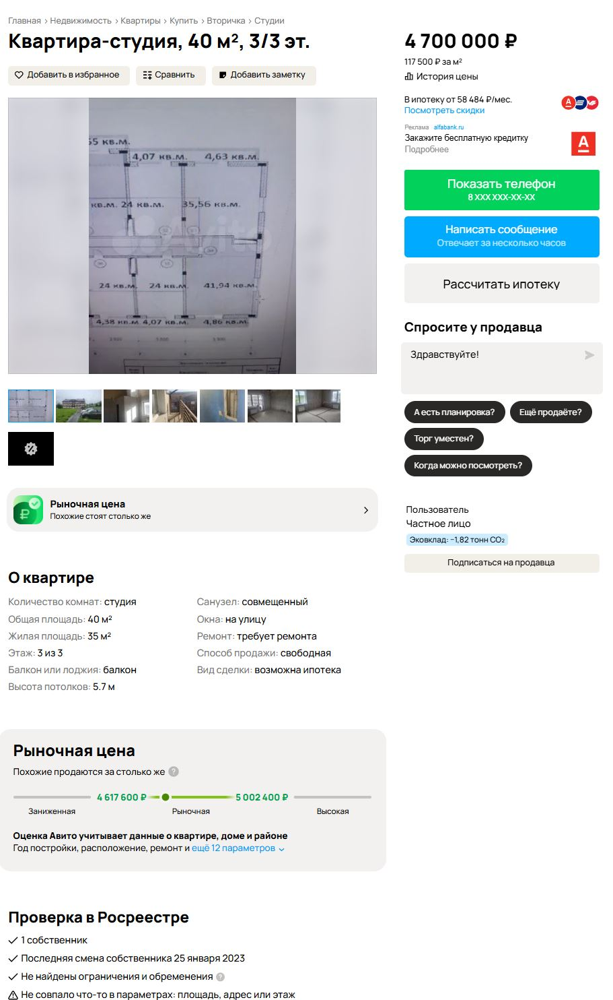 Главная › Недвижимость › Квартиры › Купить › Вторичка › Студии
Квартира-студия, 40 м², 3/3 эт.
Добавить в избранное
Сравнить
Добавить заметку
55 кв.м.
4,07 кв.м.
4,63 кв.м.
кв.м. 24 кв.м.
35,56 кв.м.
Avito
24 кв.м.
24 кв.м.
41,94 кв.м.
4,38 кв.м.
4,07 кв.м.
4,86 кв.м.
Рыночная цена
Похожие стоят столько же
О квартире
Количество комнат: студия
Общая площадь: 40 м²
Жилая площадь: 35 м²
Этаж: 3 из 3
Балкон или лоджия: балкон
Высота потолков: 5.7 м
Санузел: совмещенный
Окна: на улицу
Ремонт: требует ремонта
Способ продажи: свободная
Вид сделки: возможна ипотека
Рыночная цена
Похожие продаются за столько же ?
4 617 600 ₽
5 002 400 ₽
Заниженная
Рыночная
Высокая
Оценка Авито учитывает данные о квартире, доме и районе
Год постройки, расположение, ремонт и ещё 12 параметров
Проверка в Росреестре
1 собственник
Последняя смена собственника 25 января 2023
Не найдены ограничения и обременения ?
Не совпало что-то в параметрах: площадь, адрес или этаж
4 700 000 ₽
117 500 ₽ за м²
История цены
В ипотеку от 58 484 ₽/мес.
Посмотреть скидки
Реклама · alfabank.ru
Закажите бесплатную кредитку
Подробнее
Показать телефон
8 XXX XXX-XX-XX
Написать сообщение
Отвечает за несколько часов
Рассчитать ипотеку
Спросите у продавца
Здравствуйте!
А есть планировка?
Ещё продаёте?
Торг уместен?
Когда можно посмотреть?
Пользователь
Частное лицо
Эковклад: −1,82 тонн CO₂
Подписаться на продавца